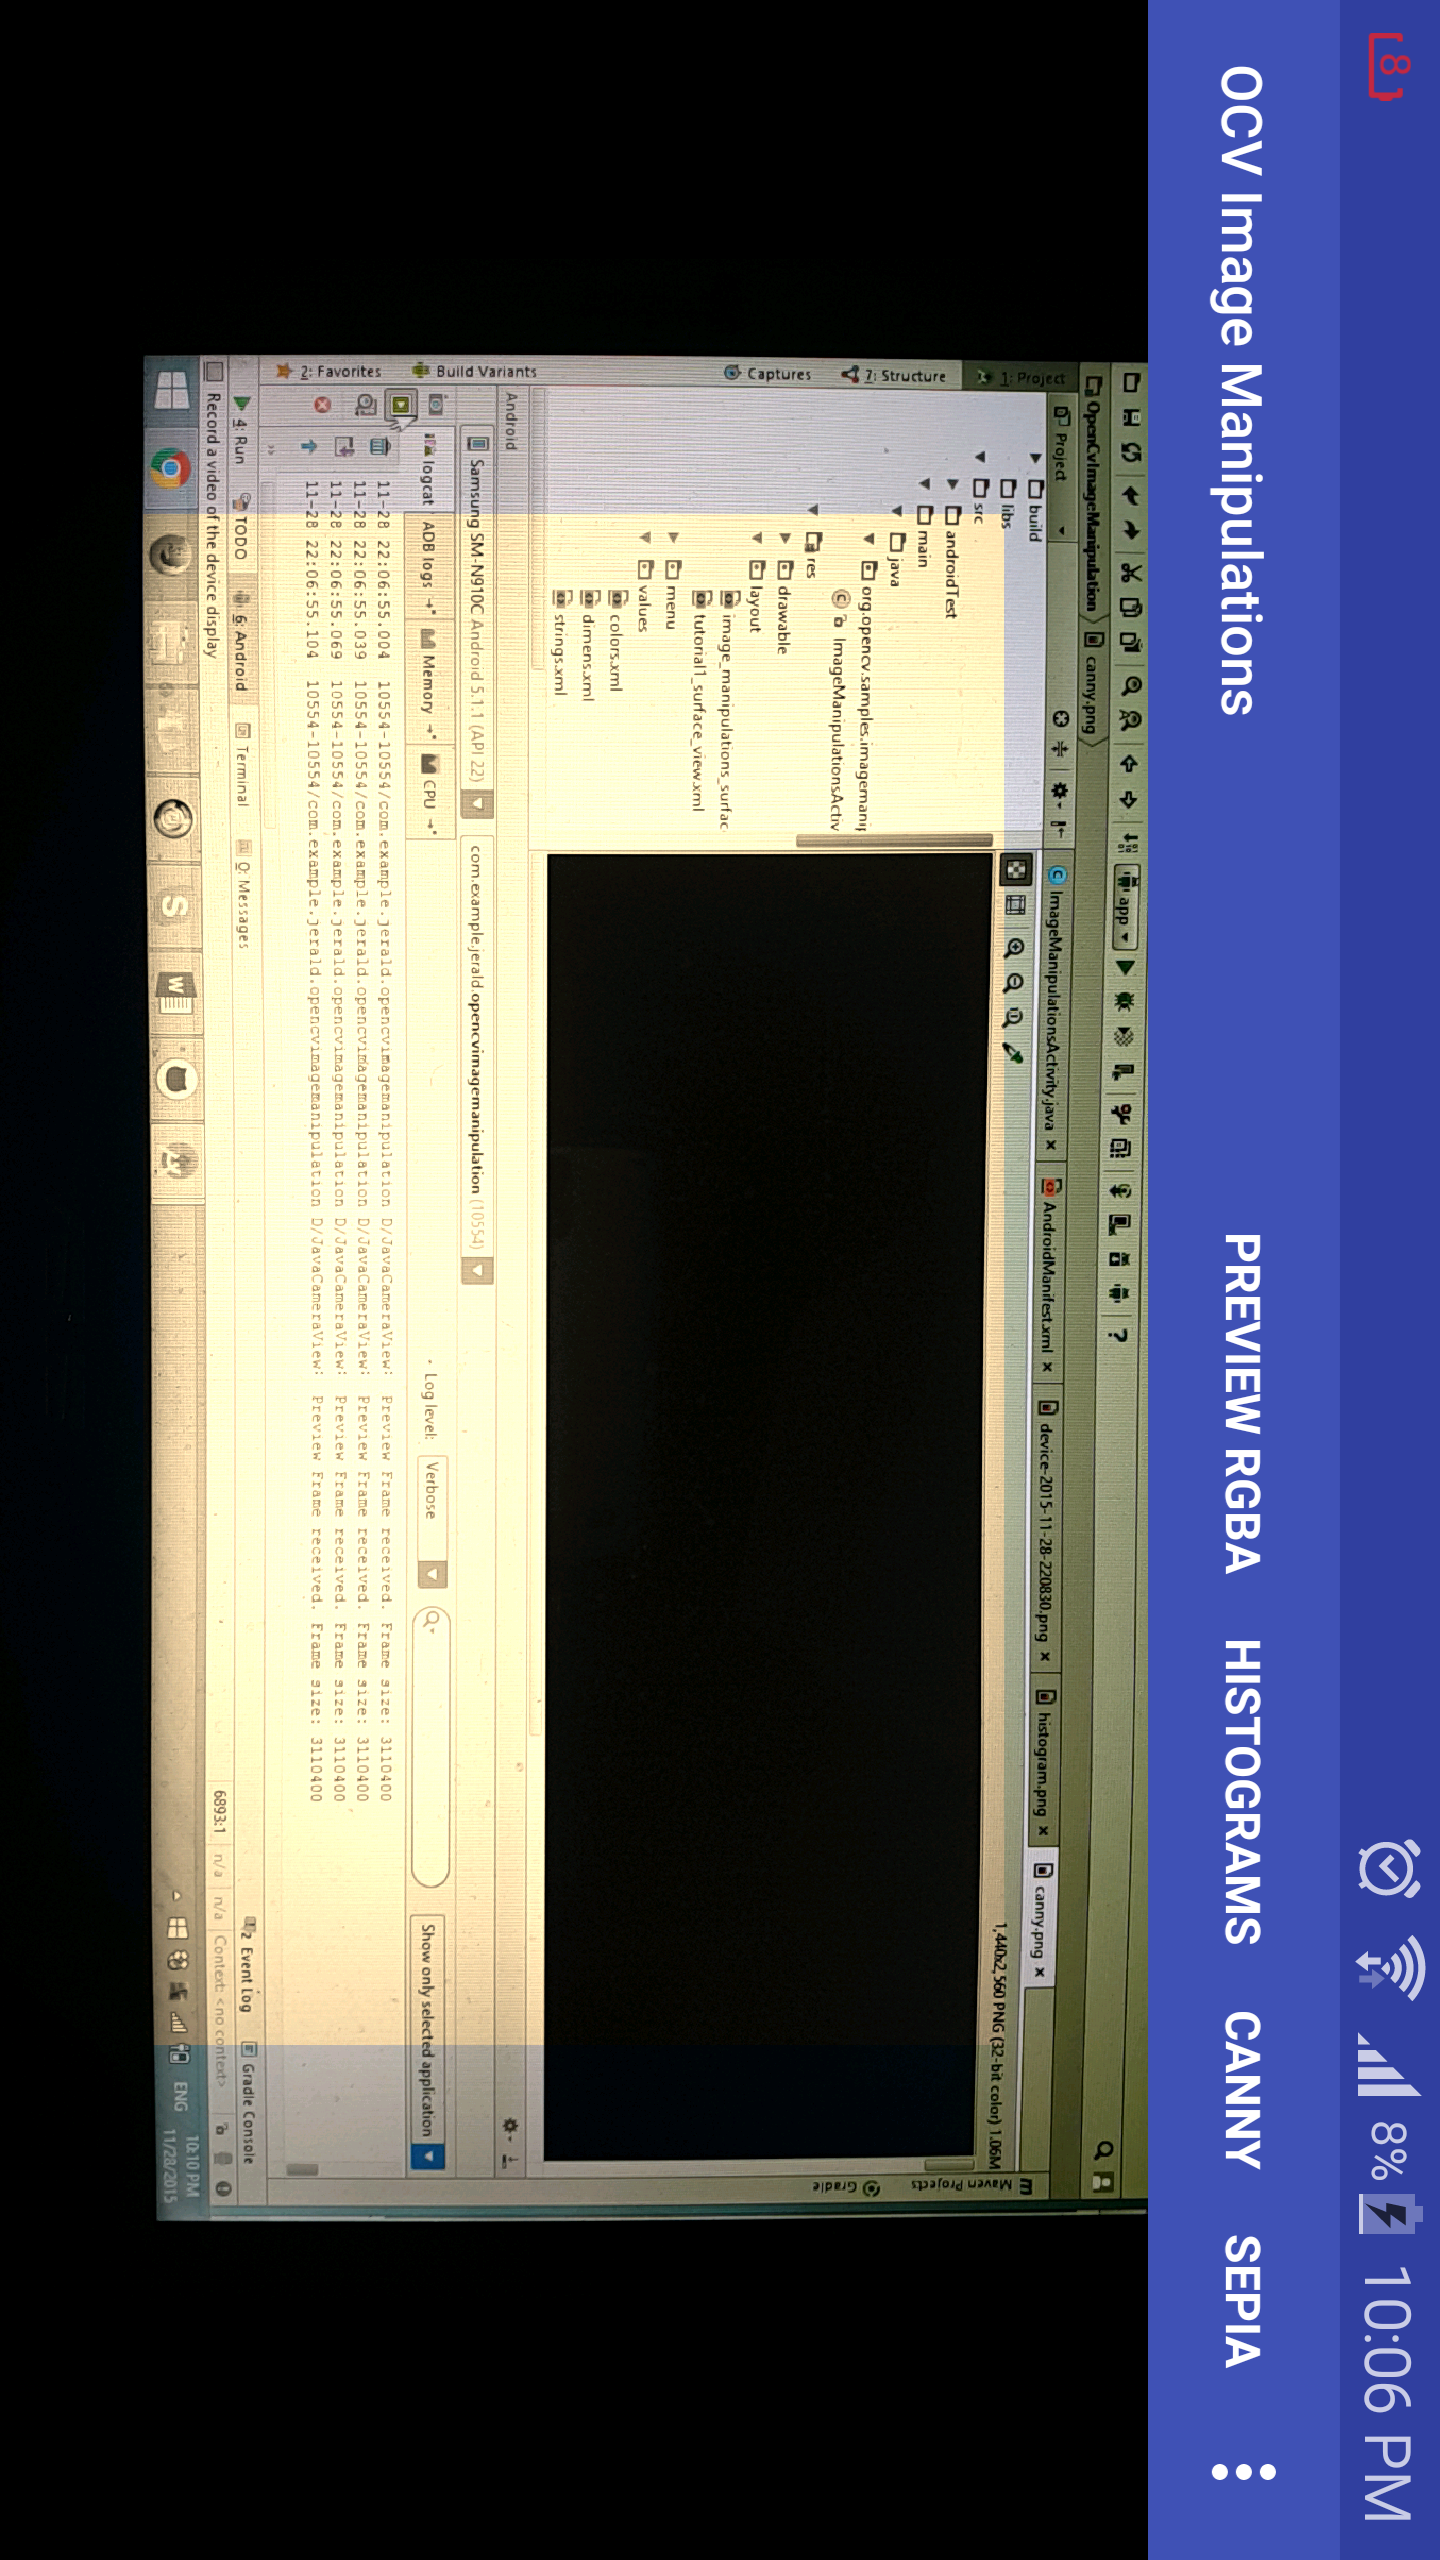 8
8% 10:06 PM
OCV Image Manipulations PREVIEW RGBA HISTOGRAMS CANNY SEPIA
app
?
OpenCvImageManipulation canny.png
1: Project
Project
ImageManipulationsActivity.java AndroidManifest.xml device-2015-11-28-220830.png histogram.png canny.png
build
libs
src
androidTest
main
java
org.opencv.samples.imagemanip
ImageManipulationsActiv
res
drawable
layout
image_manipulations_surfac
tutorial1_surface_view.xml
menu
values
colors.xml
dimens.xml
strings.xml
1,440x2,560 PNG (32-bit color) 1.06M
Maven Projects
Gradle
7: Structure
Captures
Build Variants
2: Favorites
Android
Samsung SM-N910C Android 5.1.1 (API 22) com.example.jerald.opencvimagemanipulation (10554)
logcat ADB logs Memory CPU Log level: Verbose Show only selected application
11-28 22:06:55.004 10554-10554/com.example.jerald.opencvimagemanipulation D/JavaCameraView: Preview Frame received. Frame size: 3110400
11-28 22:06:55.039 10554-10554/com.example.jerald.opencvimagemanipulation D/JavaCameraView: Preview Frame received. Frame size: 3110400
11-28 22:06:55.069 10554-10554/com.example.jerald.opencvimagemanipulation D/JavaCameraView: Preview Frame received. Frame size: 3110400
11-28 22:06:55.104 10554-10554/com.example.jerald.opencvimagemanipulation D/JavaCameraView: Preview Frame received. Frame size: 3110400
4: Run TODO 6: Android Terminal 0: Messages Event Log Gradle Console
Record a video of the device display 6893:1 n/a n/a Context: <no context>
S W ENG 10:10 PM
11/28/2015